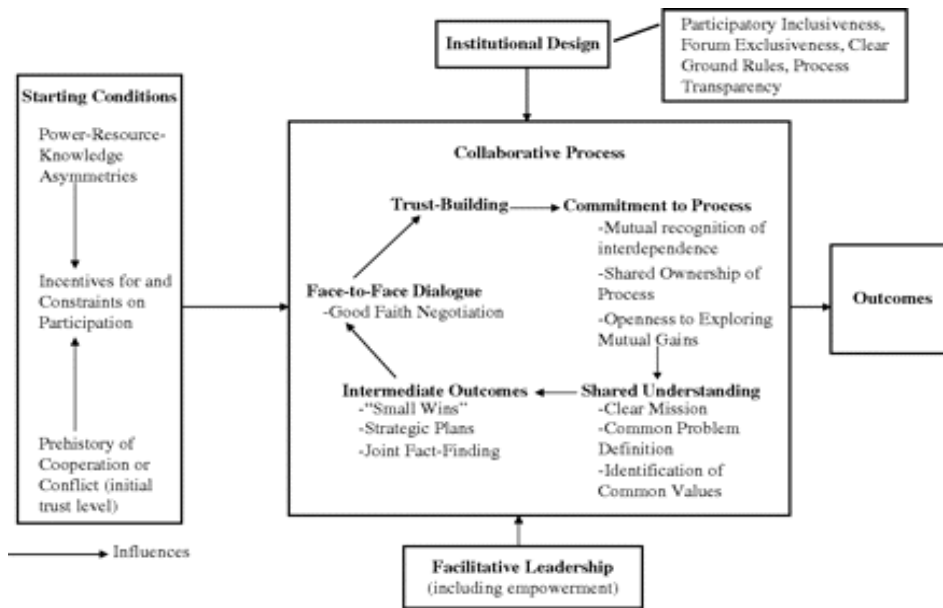 Institutional Design
Participatory Inclusiveness,
Forum Exclusiveness, Clear
Ground Rules, Process
Transparency
Starting Conditions
Power-Resource-
Knowledge
Asymmetries
Incentives for and
Constraints on
Participation
Prehistory of
Cooperation or
Conflict (initial
trust level)
Collaborative Process
Trust-Building
Commitment to Process
-Mutual recognition of
interdependence
-Shared Ownership of
Process
-Openness to Exploring
Mutual Gains
Face-to-Face Dialogue
-Good Faith Negotiation
Intermediate Outcomes
-"Small Wins"
-Strategic Plans
-Joint Fact-Finding
Shared Understanding
-Clear Mission
-Common Problem
Definition
-Identification of
Common Values
Outcomes
Influences
Facilitative Leadership
(including empowerment)